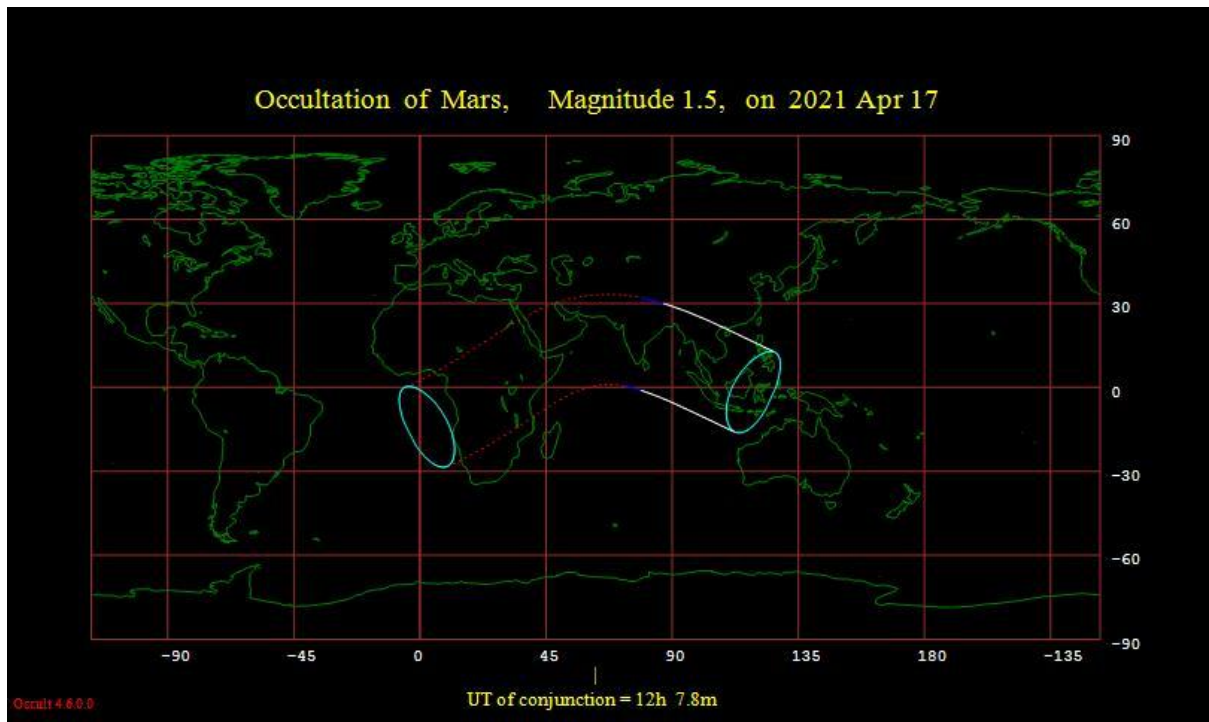 Occultation of Mars, Magnitude 1.5, on 2021 Apr 17
90
60
30
0
-30
-60
-90
-90 -45 0 45 90 135 180 -135
UT of conjunction = 12h 7.8m
Occult 4.6.0.0